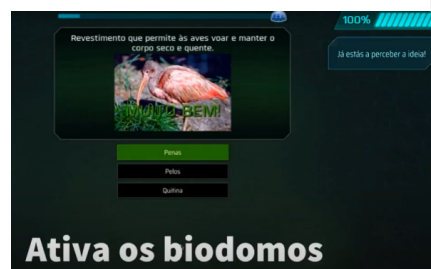 100%
Revestimento que permite às aves voar e manter o
corpo seco e quente.
Já estás a perceber a ideia!
MUITO BEM!
Penas
Pelos
Quitina
Ativa os biodomos